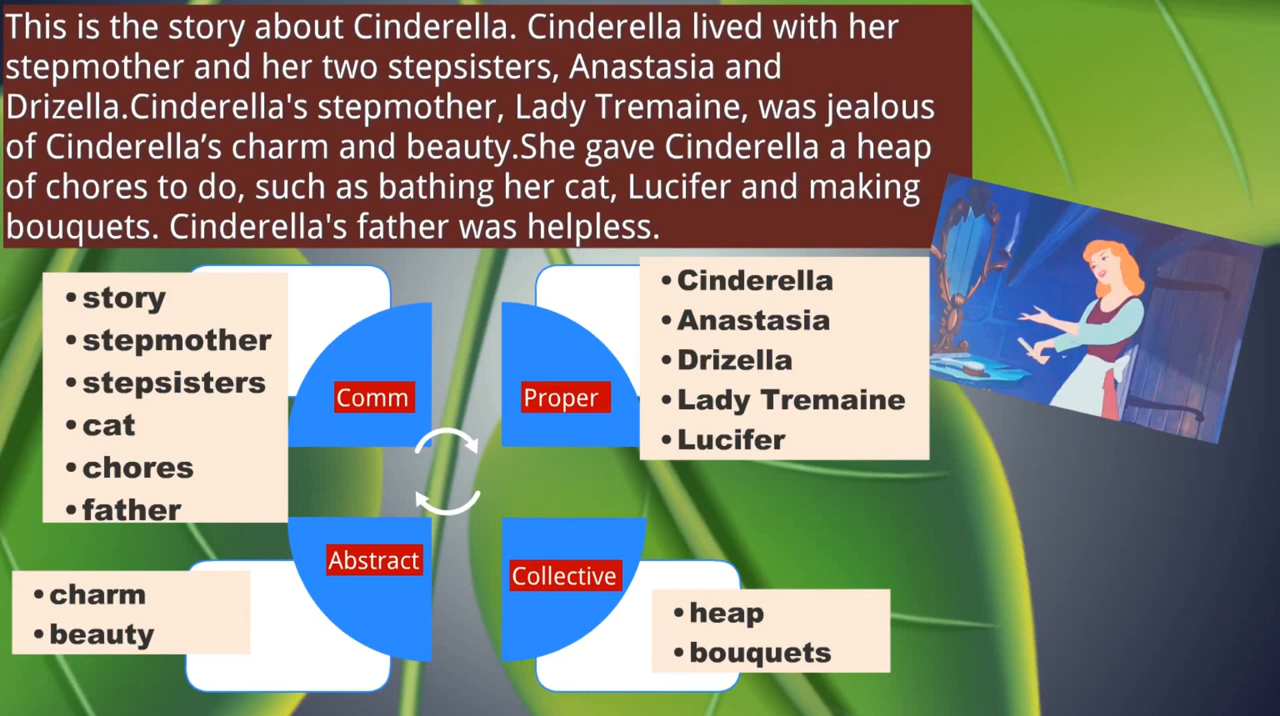 This is the story about Cinderella. Cinderella lived with her
stepmother and her two stepsisters, Anastasia and
Drizella.Cinderella's stepmother, Lady Tremaine, was jealous
of Cinderella’s charm and beauty.She gave Cinderella a heap
of chores to do, such as bathing her cat, Lucifer and making
bouquets. Cinderella's father was helpless.
• story
• stepmother
• stepsisters
• cat
• chores
• father
Comm
Proper
• Cinderella
• Anastasia
• Drizella
• Lady Tremaine
• Lucifer
Abstract
• charm
• beauty
Collective
• heap
• bouquets